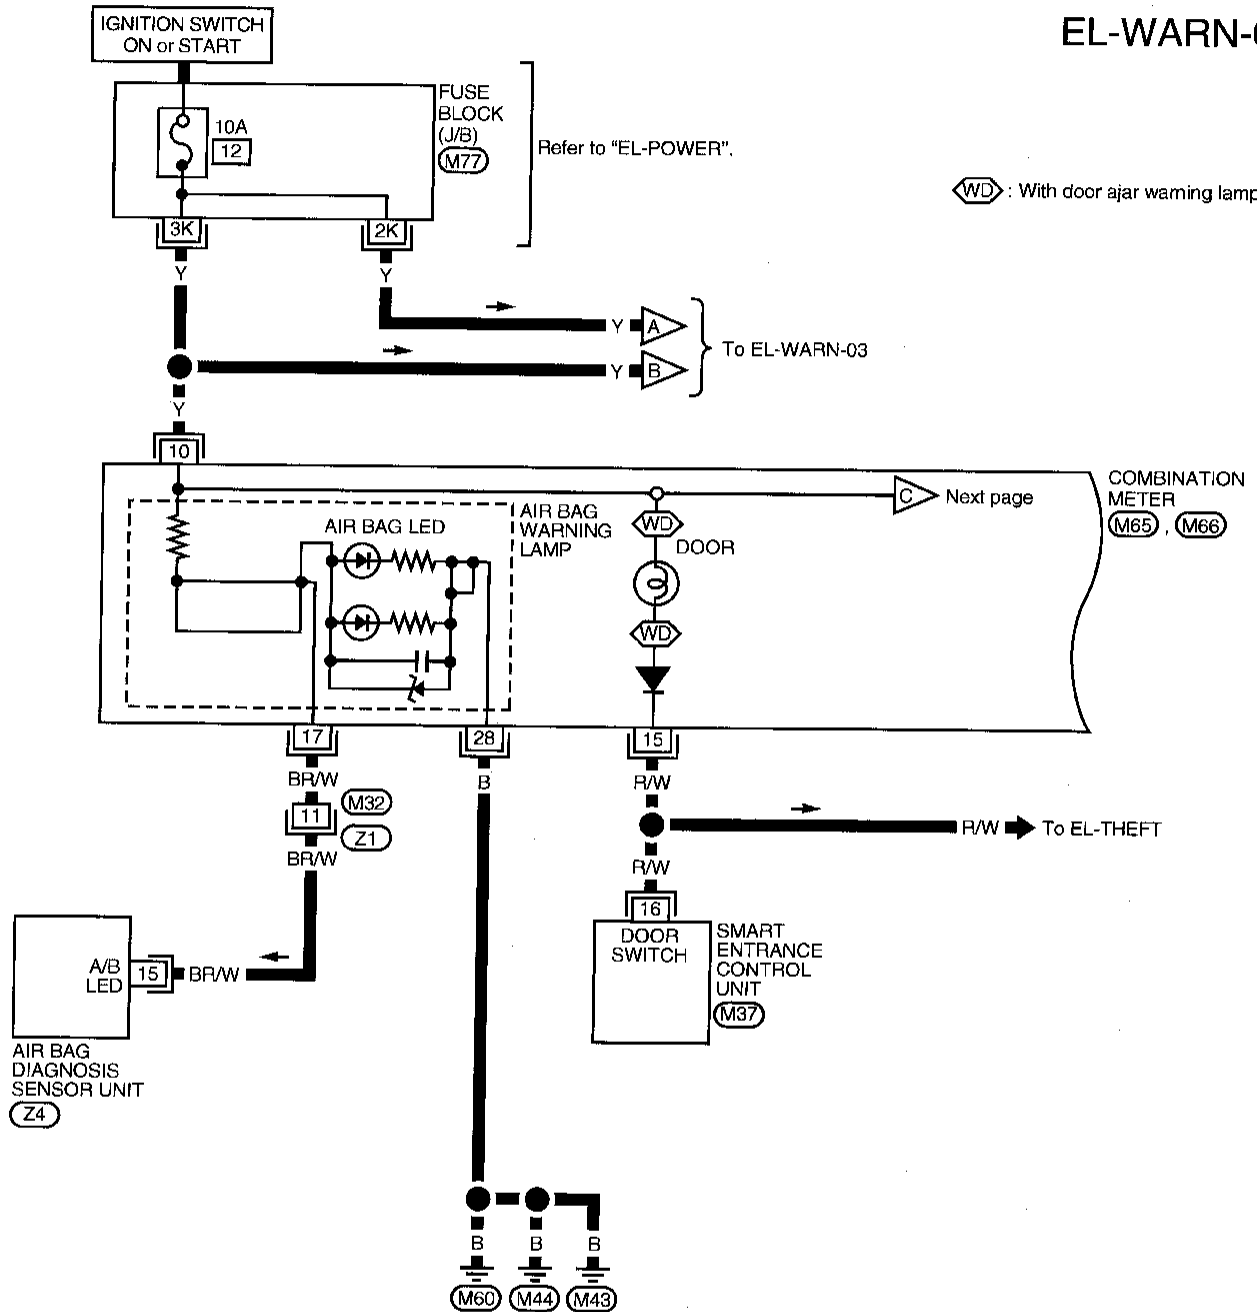 IGNITION SWITCH
ON or START
EL-WARN-
FUSE
BLOCK
(J/B)
M77
10A
12
Refer to "EL-POWER".
WD : With door ajar warning lamp
3K
2K
Y
Y
Y
A
Y
B
To EL-WARN-03
Y
10
COMBINATION
METER
M65 , M66
C
Next page
AIR BAG LED
AIR BAG
WARNING
LAMP
WD
DOOR
WD
17
28
15
BR/W
B
R/W
M32
11
Z1
BR/W
R/W
To EL-THEFT
R/W
16
DOOR
SWITCH
SMART
ENTRANCE
CONTROL
UNIT
M37
A/B
LED
15
BR/W
AIR BAG
DIAGNOSIS
SENSOR UNIT
Z4
B
B
B
M60
M44
M43